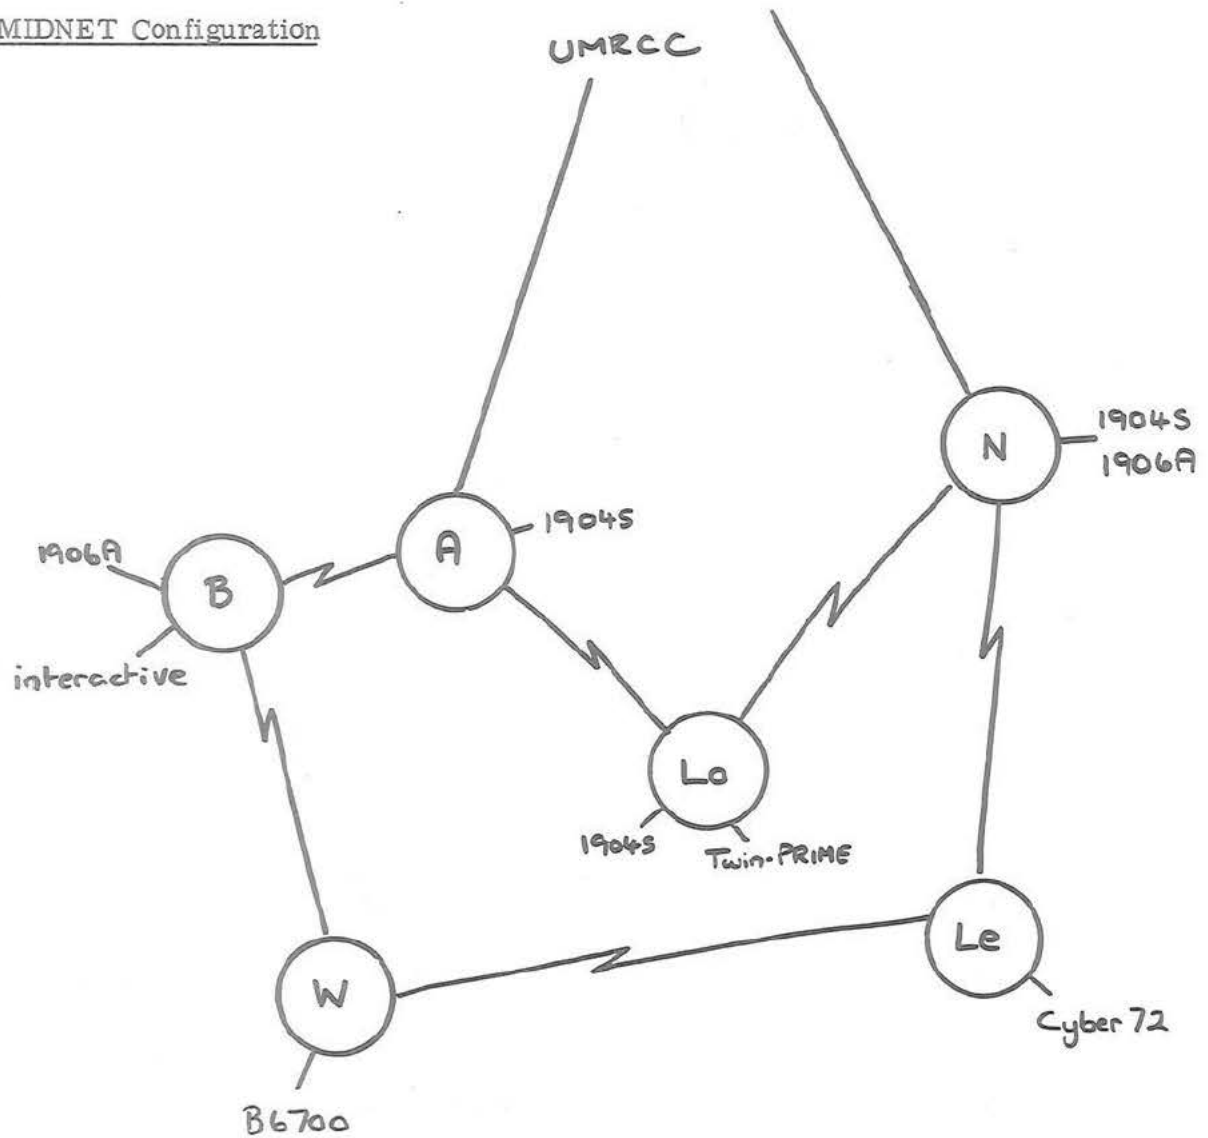 MIDNET Configuration
UMRCC
N
1904S
1906A
A
1904S
1906A
B
interactive
Lo
1904S
Twin-PRIME
Le
Cyber 72
W
B6700